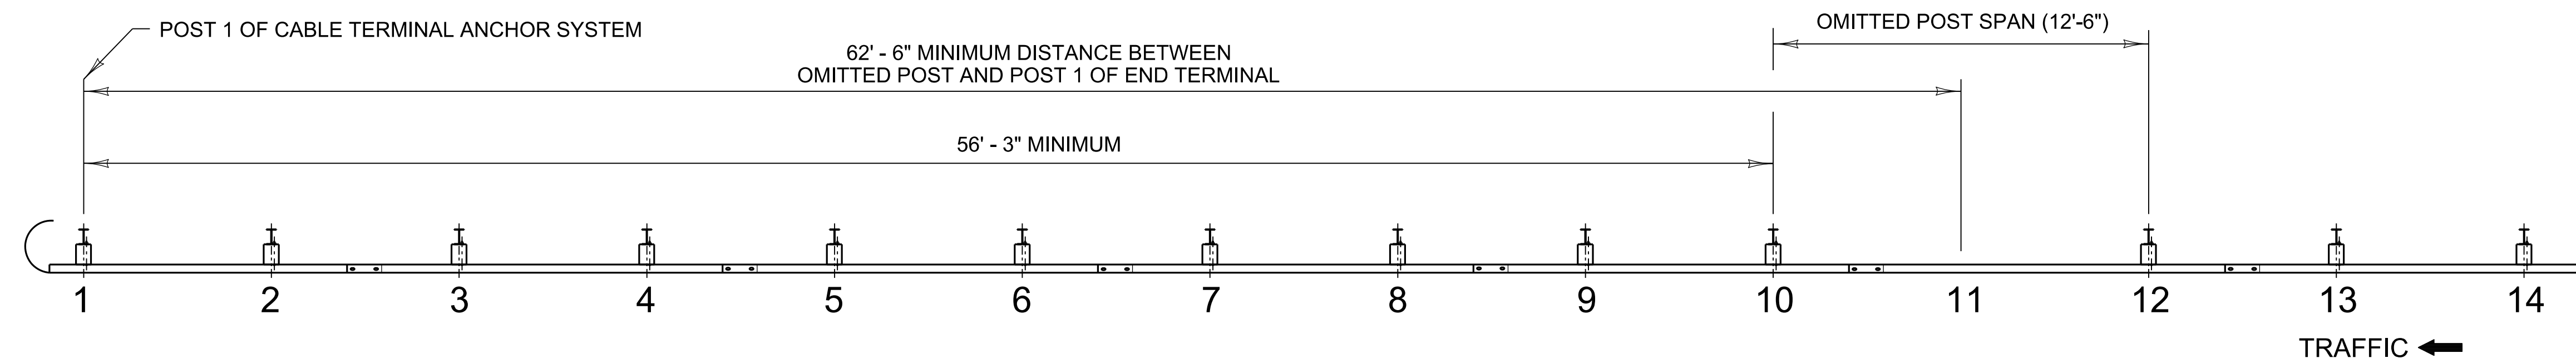 POST 1 OF CABLE TERMINAL ANCHOR SYSTEM
OMITTED POST SPAN (12'-6")
62' - 6" MINIMUM DISTANCE BETWEEN
OMITTED POST AND POST 1 OF END TERMINAL
56' - 3" MINIMUM
1 2 3 4 5 6 7 8 9 10 11 12 13 14
TRAFFIC